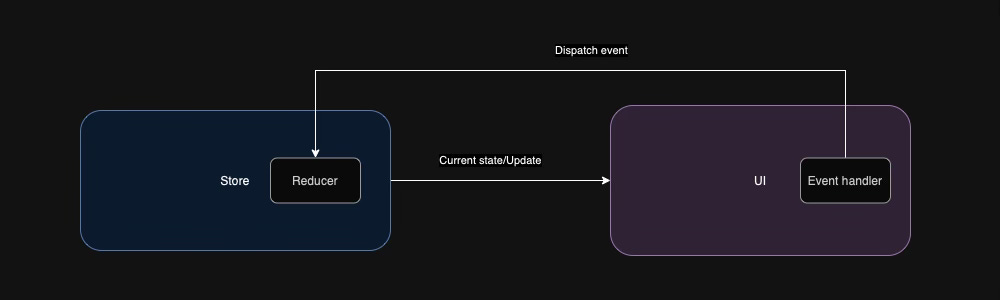 Dispatch event
Current state/Update
Store
Reducer
UI
Event handler